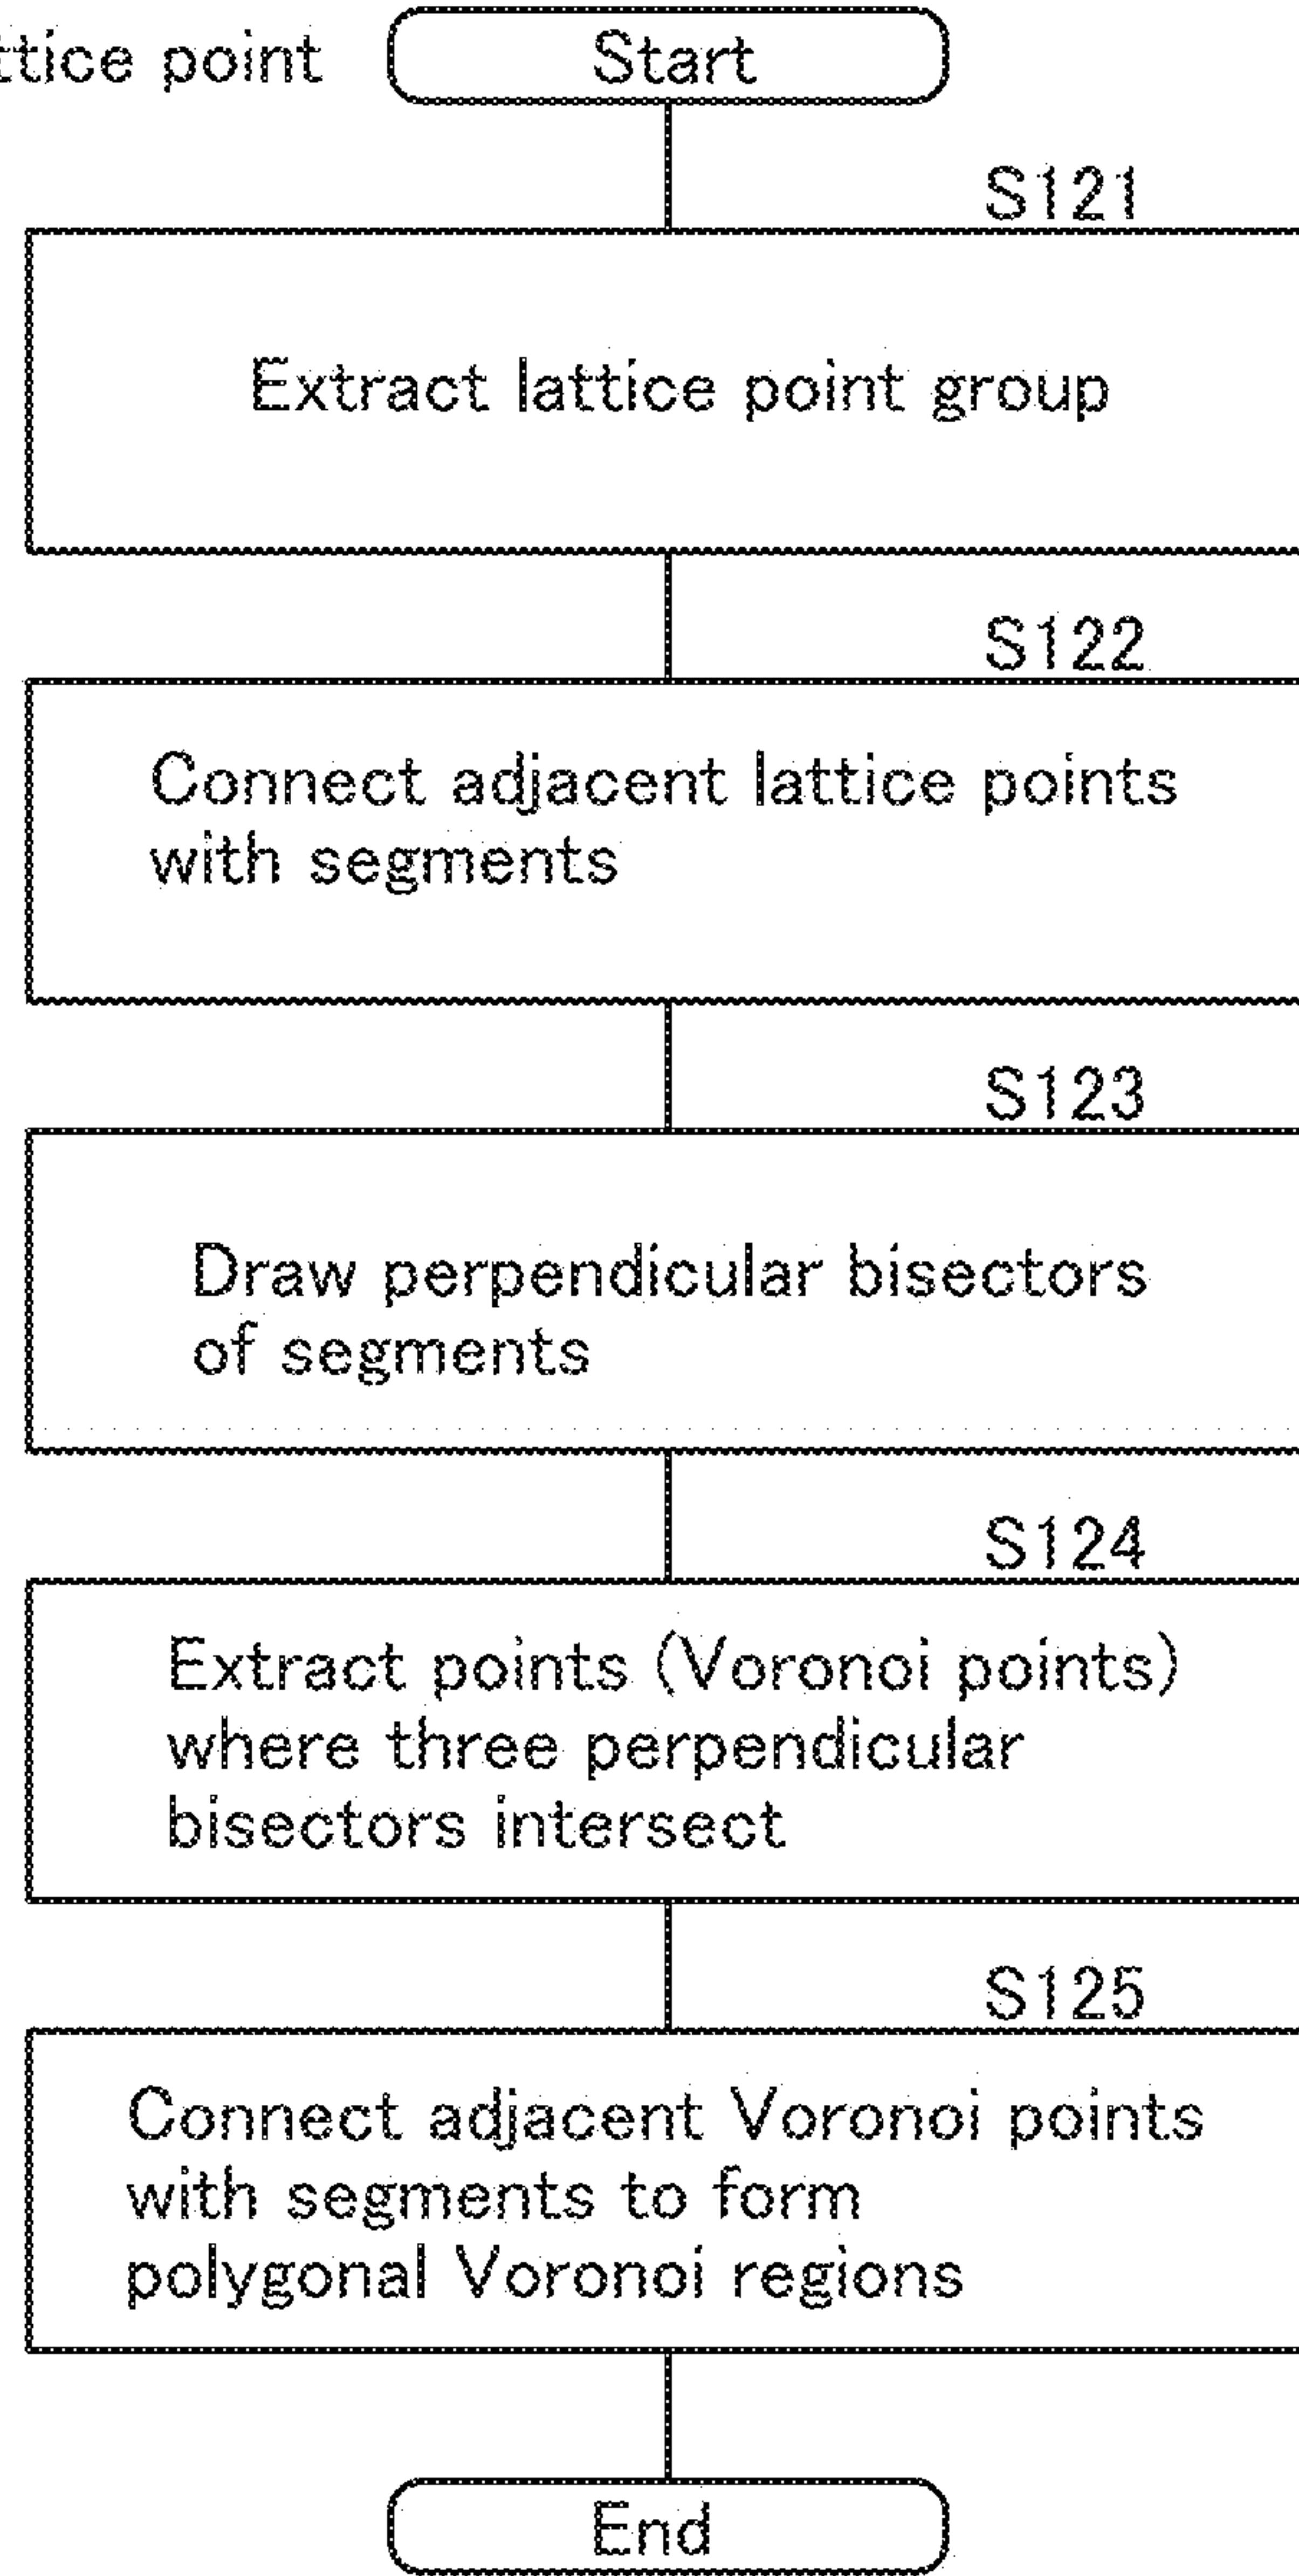 point
Start
S121
Extract lattice point group
S122
Connect adjacent lattice points
with segments
S123
Draw perpendicular bisectors
of segments
S124
Extract points (Voronoi points)
where three perpendicular
bisectors intersect
S125
Connect adjacent Voronoi points
with segments to form
polygonal Voronoi regions
End